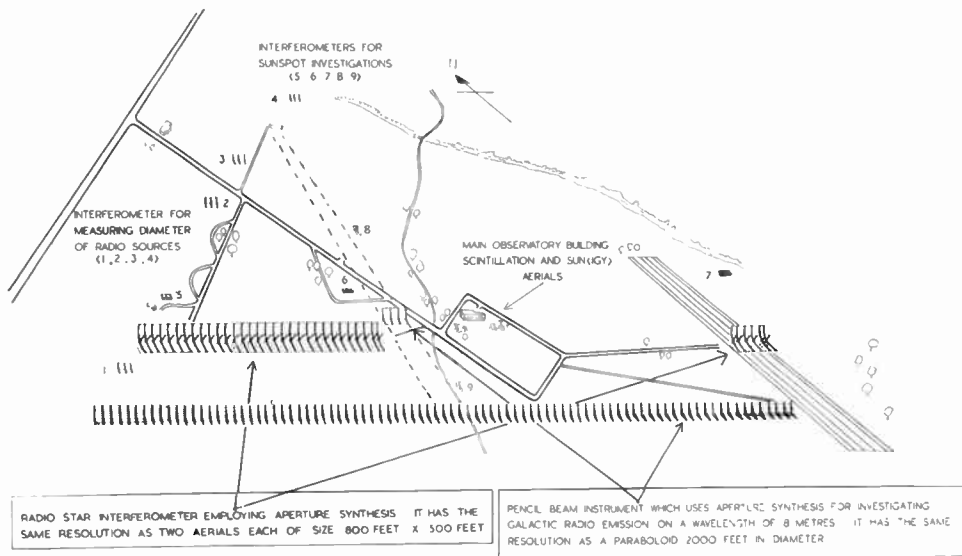 INTERFEROMETERS FOR
SUNSPOT INVESTIGATIONS
(5 6 7 8 9)
11
4
3
2
INTERFEROMETER FOR
MEASURING DIAMETER
OF RADIO SOURCES
(1,2,3,4)
8
MAIN OBSERVATORY BUILDING
SCINTILLATION AND SUN(IGY)
AERIALS
7
6
5
1
9
RADIO STAR INTERFEROMETER EMPLOYING APERTURE SYNTHESIS IT HAS THE
SAME RESOLUTION AS TWO AERIALS EACH OF SIZE 800 FEET X 500 FEET
PENCIL BEAM INSTRUMENT WHICH USES APERTURE SYNTHESIS FOR INVESTIGATING
GALACTIC RADIO EMISSION ON A WAVELENGTH OF 8 METRES IT HAS THE SAME
RESOLUTION AS A PARABOLOID 2000 FEET IN DIAMETER